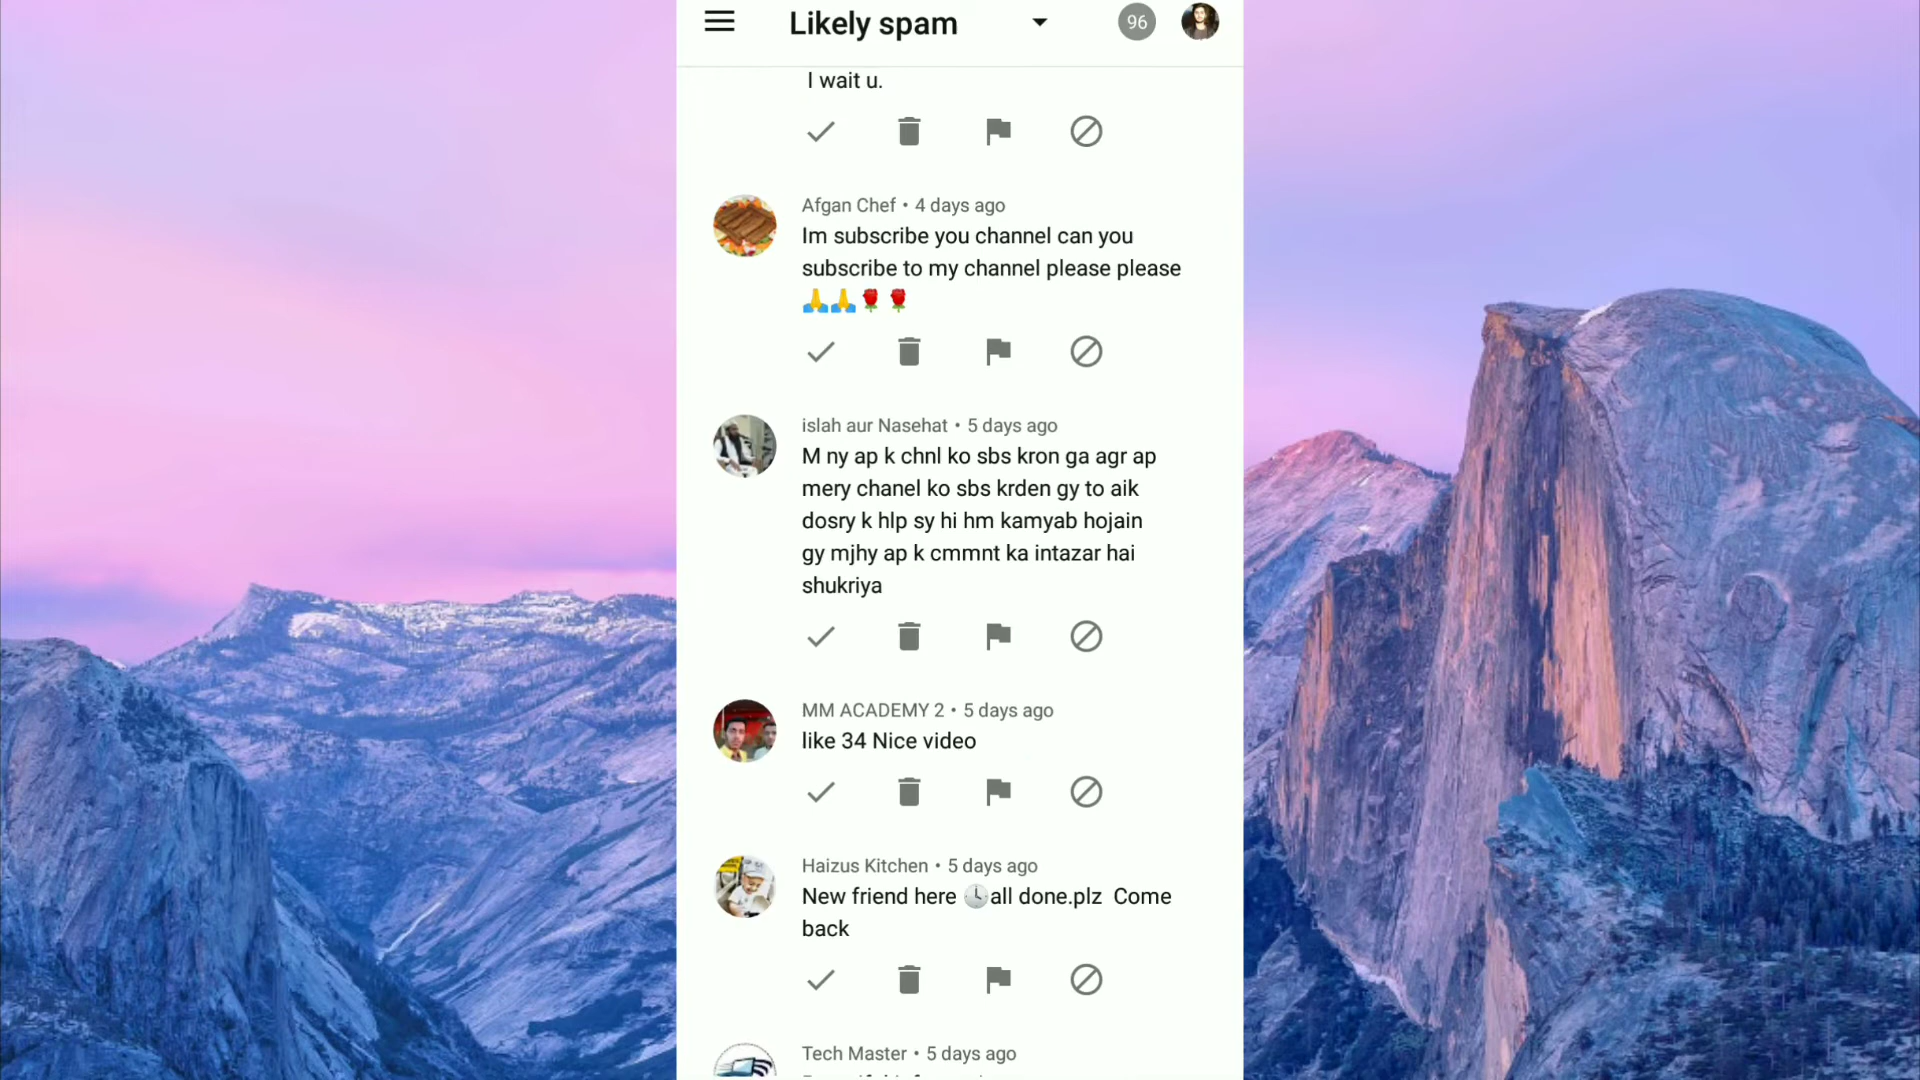 Likely spam
96
I wait u.
Afgan Chef • 4 days ago
Im subscribe you channel can you
subscribe to my channel please please
🙏🙏🌹🌹
islah aur Nasehat • 5 days ago
M ny ap k chnl ko sbs kron ga agr ap
mery chanel ko sbs krden gy to aik
dosry k hlp sy hi hm kamyab hojain
gy mjhy ap k cmmnt ka intazar hai
shukriya
MM ACADEMY 2 • 5 days ago
like 34 Nice video
Haizus Kitchen • 5 days ago
New friend here 🕓all done.plz  Come
back
Tech Master • 5 days ago